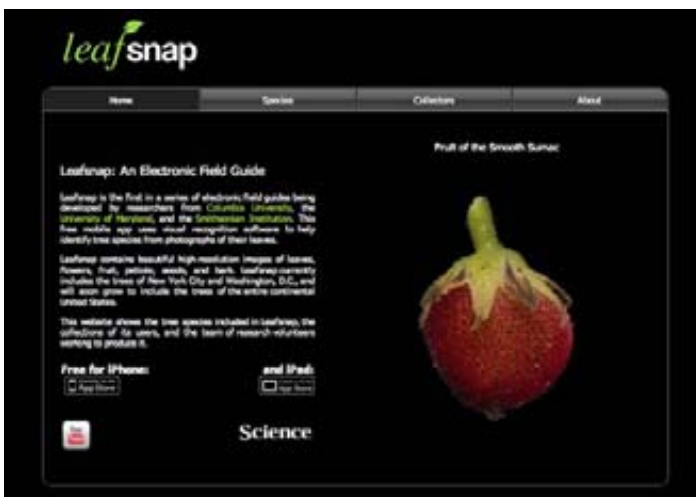 leafsnap
Home Species Collectors About
Fruit of the Smooth Sumac
Leafsnap: An Electronic Field Guide
Leafsnap is the first in a series of electronic field guides being
developed by researchers from Columbia University, the
University of Maryland, and the Smithsonian Institution. This
free mobile app uses visual recognition software to help
identify tree species from photographs of their leaves.
Leafsnap contains beautiful high-resolution images of leaves,
flowers, fruit, petiole, seeds, and bark. Leafsnap currently
includes the trees of New York City and Washington, D.C., and
will soon grow to include the trees of the entire continental
United States.
This website shows the tree species included in Leafsnap, the
collections of its users, and the team of research volunteers
working to produce it.
Free for iPhone: and iPad:
App Store App Store
You
Tube
Science